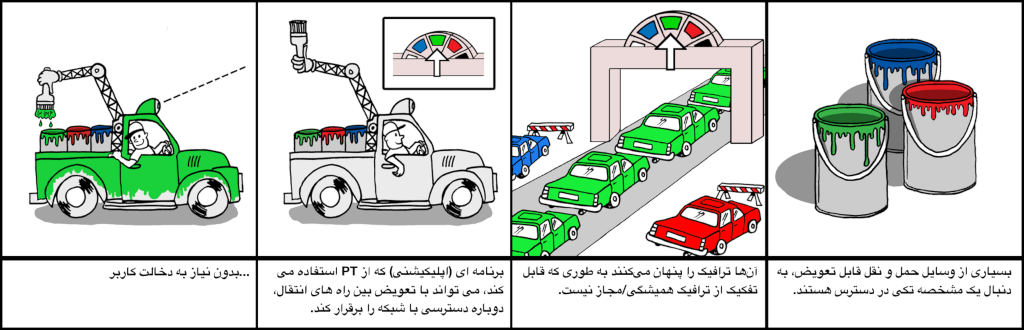 بسیاری از وسایل حمل و نقل قابل تعویض، به
دنبال یک مشخصه تکی در دسترس هستند.
آن‌ها ترافیک را پنهان می‌کنند به طوری که قابل
تفکیک از ترافیک همیشگی/مجاز نیست.
برنامه ای (اپلیکیشنی) که از PT استفاده می
کند، می تواند با تعویض بین راه های انتقال،
دوباره دسترسی با شبکه را برقرار کند.
...بدون نیاز به دخالت کاربر